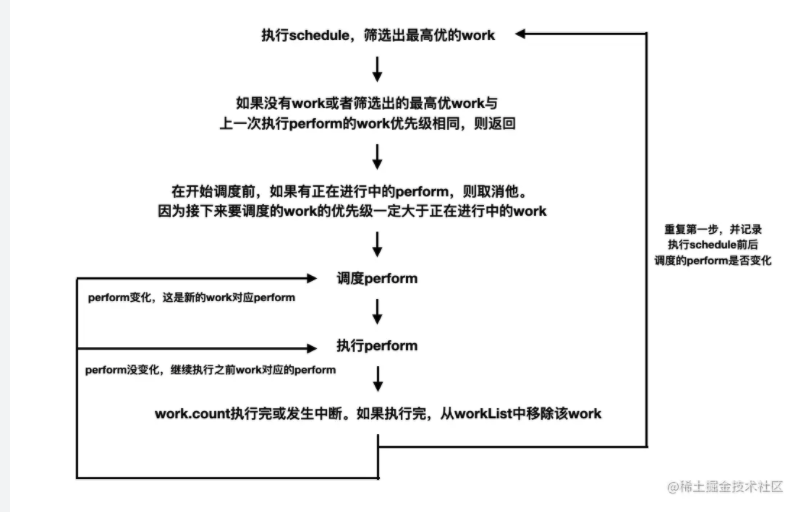 执行schedule，筛选出最高优的work
如果没有work或者筛选出的最高优work与
上一次执行perform的work优先级相同，则返回
在开始调度前，如果有正在进行中的perform，则取消他。
因为接下来要调度的work的优先级一定大于正在进行中的work
重复第一步，并记录
执行schedule前后
调度的perform是否变化
调度perform
perform变化，这是新的work对应perform
执行perform
perform没变化，继续执行之前work对应的perform
work.count执行完或发生中断。如果执行完，从workList中移除该work
@稀土掘金技术社区